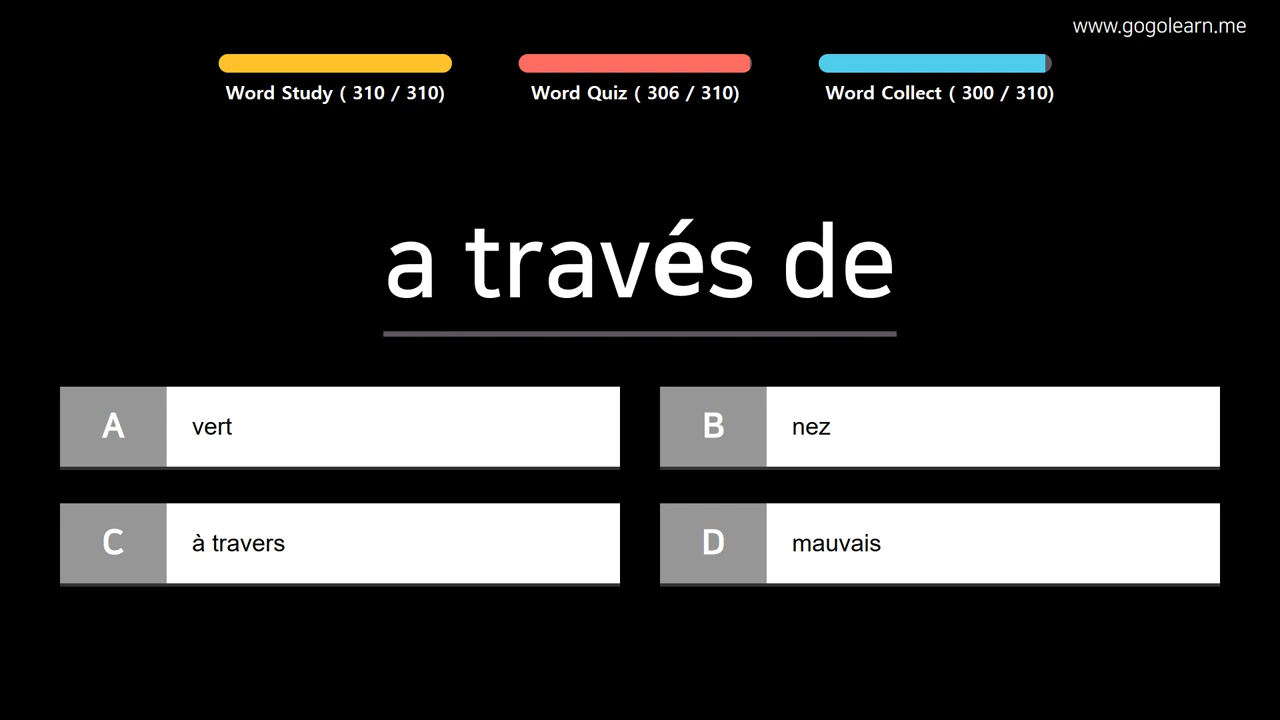 www.gogolearn.me
Word Study ( 310 / 310)
Word Quiz ( 306 / 310)
Word Collect ( 300 / 310)
a través de
A vert
B nez
C à travers
D mauvais